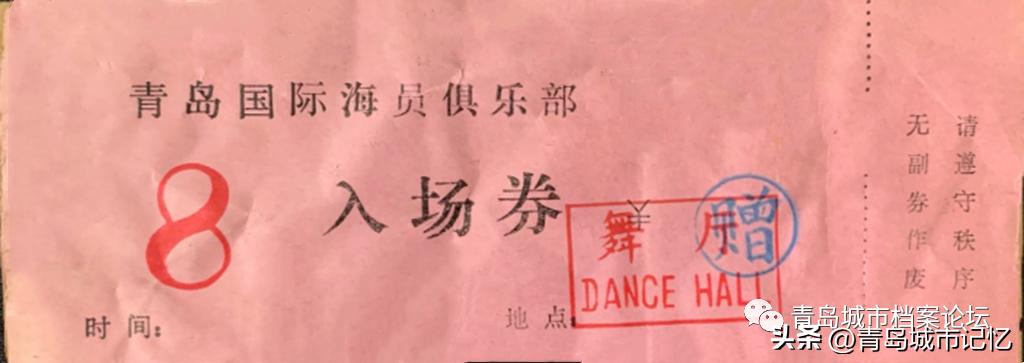 青岛国际海员俱乐部
8
入场券
舞厅
DANCE HALL
赠
时间:
地点:
请遵守秩序
无副券作废
青岛城市档案论坛
头条 @青岛城市记忆